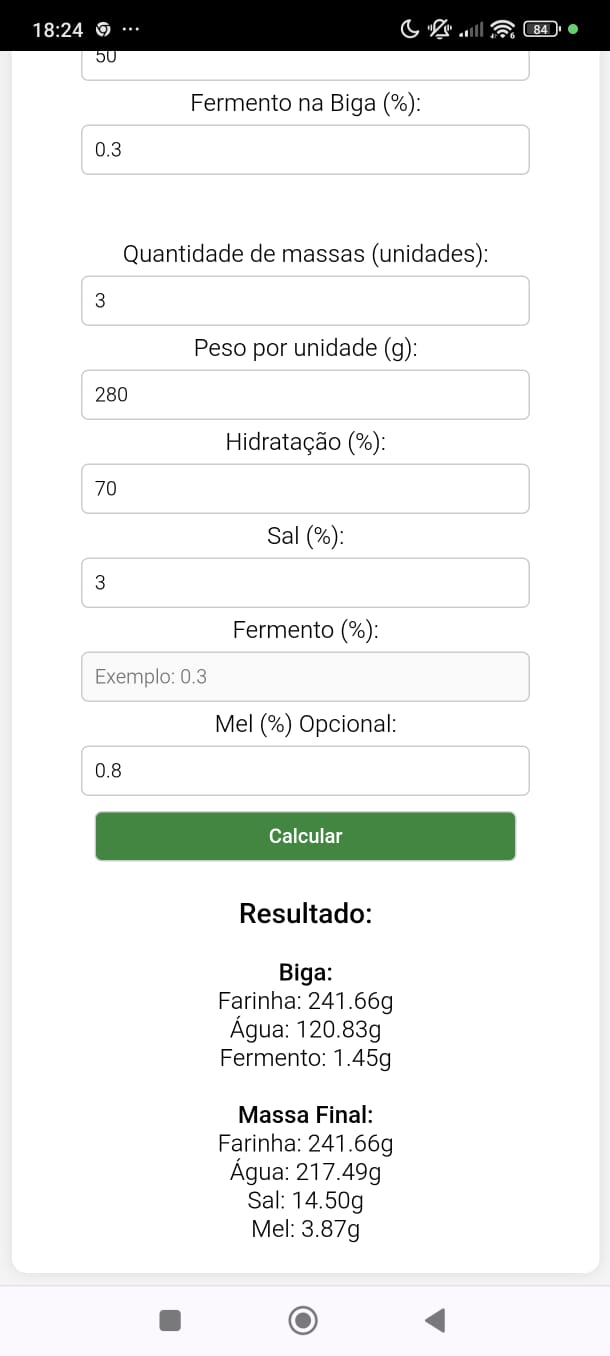 18:24
84
50
Fermento na Biga (%):
0.3
Quantidade de massas (unidades):
3
Peso por unidade (g):
280
Hidratação (%):
70
Sal (%):
3
Fermento (%):
Exemplo: 0.3
Mel (%) Opcional:
0.8
Calcular
Resultado:
Biga:
Farinha: 241.66g
Água: 120.83g
Fermento: 1.45g
Massa Final:
Farinha: 241.66g
Água: 217.49g
Sal: 14.50g
Mel: 3.87g